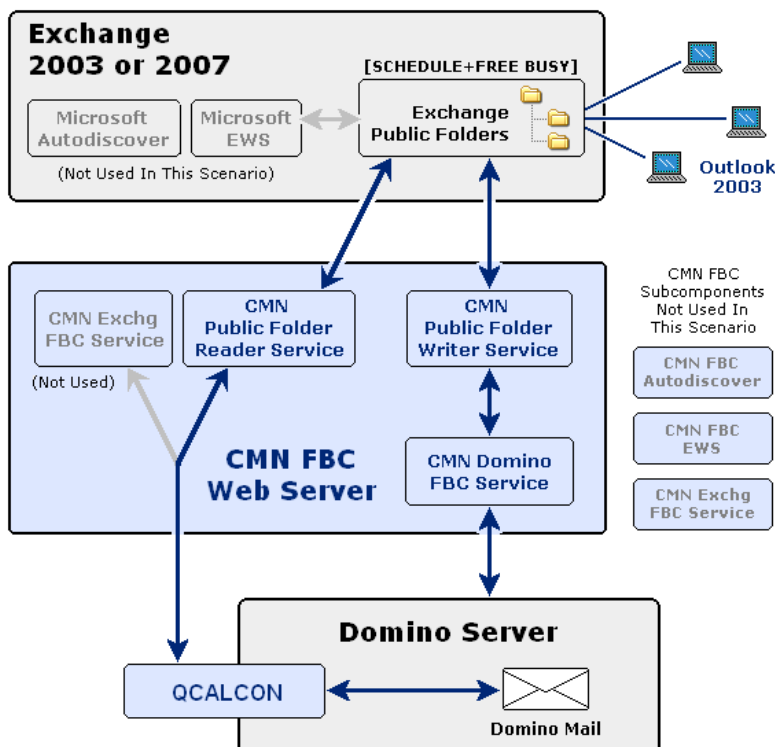 Exchange
2003 or 2007
[SCHEDULE+FREE BUSY]
Microsoft
Autodiscover
Microsoft
EWS
(Not Used In This Scenario)
Exchange
Public Folders
Outlook
2003
CMN Exchg
FBC Service
(Not Used)
CMN
Public Folder
Reader Service
CMN
Public Folder
Writer Service
CMN FBC
Web Server
CMN Domino
FBC Service
CMN FBC
Subcomponents
Not Used In
This Scenario
CMN FBC
Autodiscover
CMN FBC
EWS
CMN Exchg
FBC Service
Domino Server
QCALCON
Domino Mail